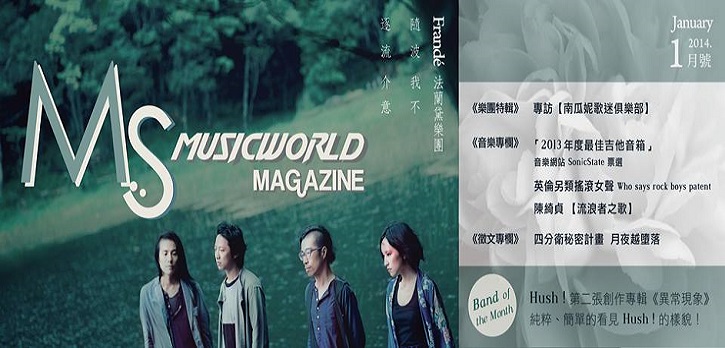 Frandé 法蘭黛樂團
隨波我不
逐流介意
MS MUSICWORLD
MAGAZINE
January
2014.
1月號
《樂團特輯》 專訪【南瓜妮歌迷俱樂部】
《音樂專欄》 「2013年度最佳吉他音箱」
音樂網站 SonicState 票選
英倫另類搖滾女聲 Who says rock boys patent
陳綺貞 【流浪者之歌】
《徵文專欄》 四分衛秘密計畫 月夜越墮落
Band of
the Month
Hush ! 第二張創作專輯《異常現象》
純粹、簡單的看見 Hush ! 的樣貌！